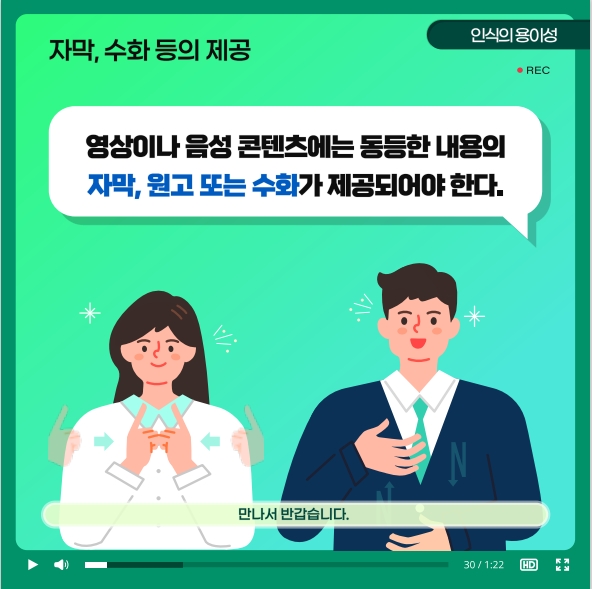 인식의 용이성
자막, 수화 등의 제공
REC
영상이나 음성 콘텐츠에는 동등한 내용의
자막, 원고 또는 수화가 제공되어야 한다.
만나서 반갑습니다.
30 / 1:22
HD